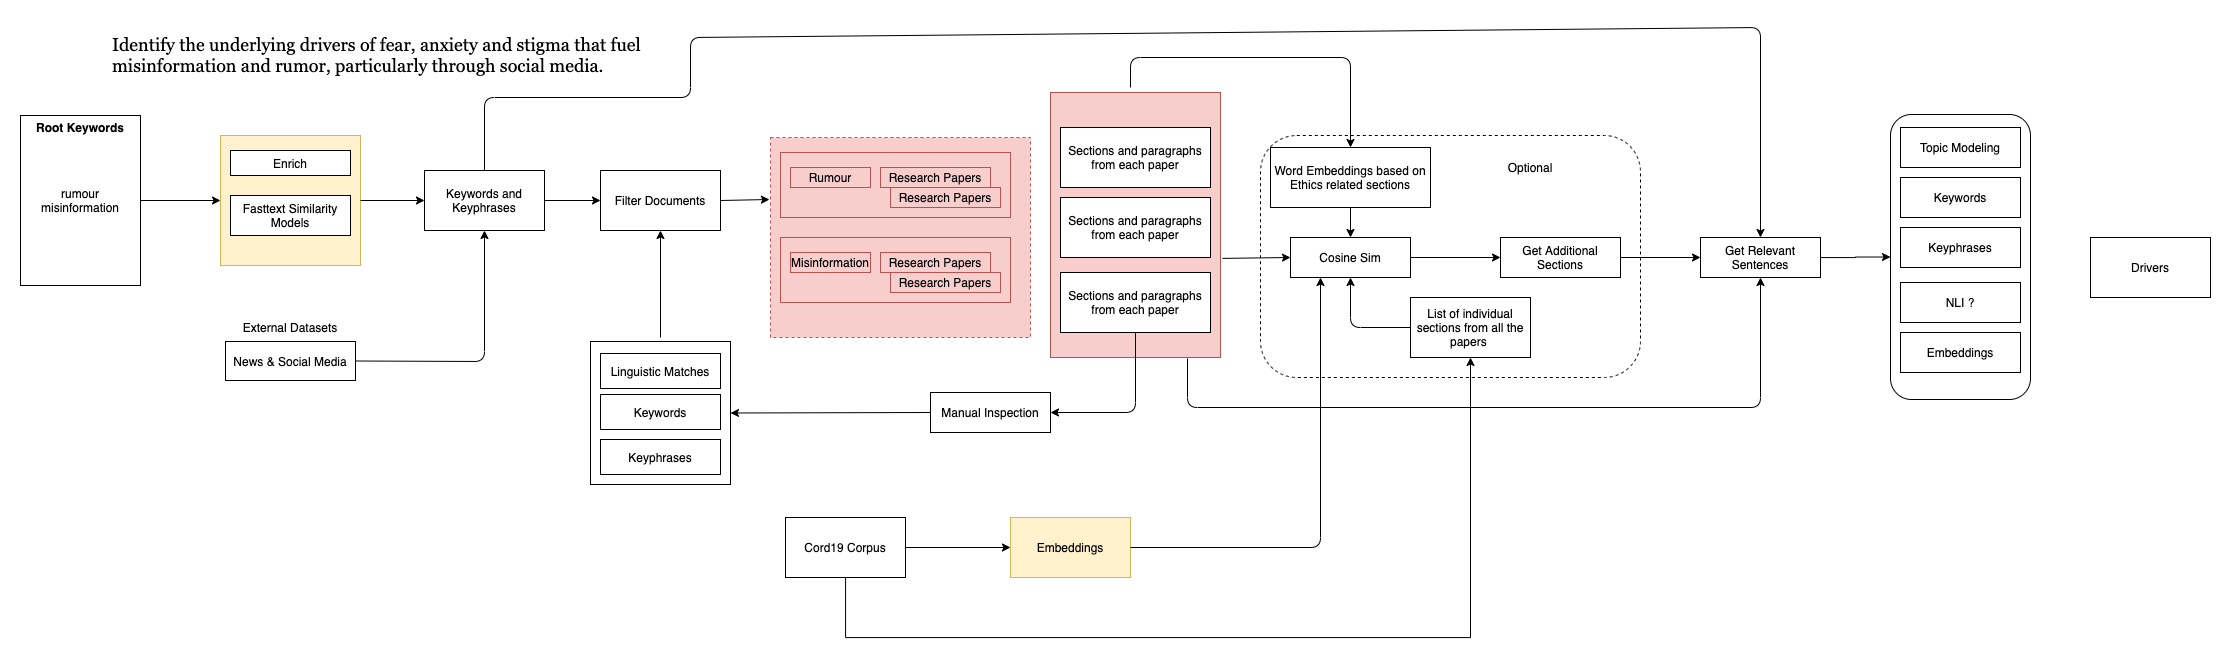 Identify the underlying drivers of fear, anxiety and stigma that fuel
misinformation and rumor, particularly through social media.
Root Keywords
rumour
misinformation
Enrich
Fasttext Similarity
Models
External Datasets
News & Social Media
Keywords and
Keyphrases
Filter Documents
Linguistic Matches
Keywords
Keyphrases
Rumour
Research Papers
Research Papers
Misinformation
Research Papers
Research Papers
Sections and paragraphs
from each paper
Sections and paragraphs
from each paper
Sections and paragraphs
from each paper
Manual Inspection
Cord19 Corpus
Embeddings
Optional
Word Embeddings based on
Ethics related sections
Cosine Sim
Get Additional
Sections
List of individual
sections from all the
papers
Get Relevant
Sentences
Topic Modeling
Keywords
Keyphrases
NLI ?
Embeddings
Drivers